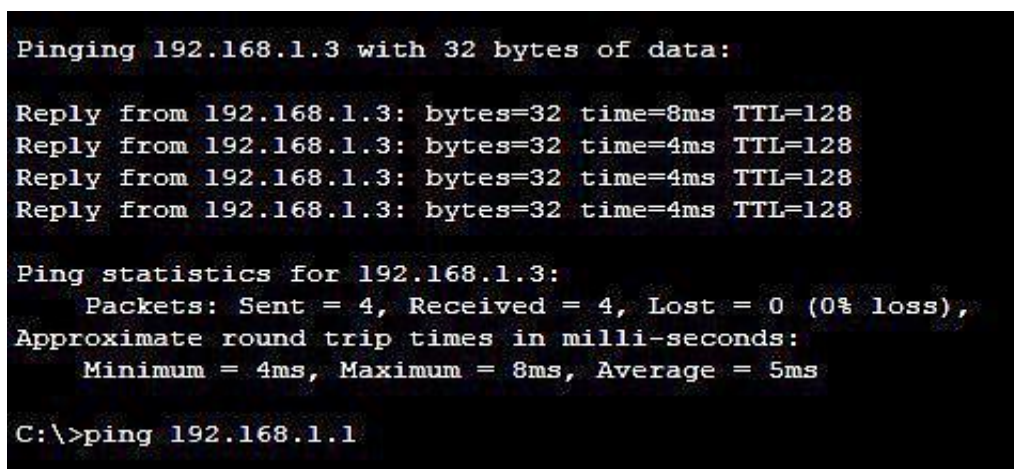 Pinging 192.168.1.3 with 32 bytes of data:
Reply from 192.168.1.3: bytes=32 time=8ms TTL=128
Reply from 192.168.1.3: bytes=32 time=4ms TTL=128
Reply from 192.168.1.3: bytes=32 time=4ms TTL=128
Reply from 192.168.1.3: bytes=32 time=4ms TTL=128
Ping statistics for 192.168.1.3:
Packets: Sent = 4, Received = 4, Lost = 0 (0% loss),
Approximate round trip times in milli-seconds:
Minimum = 4ms, Maximum = 8ms, Average = 5ms
C:\>ping 192.168.1.1